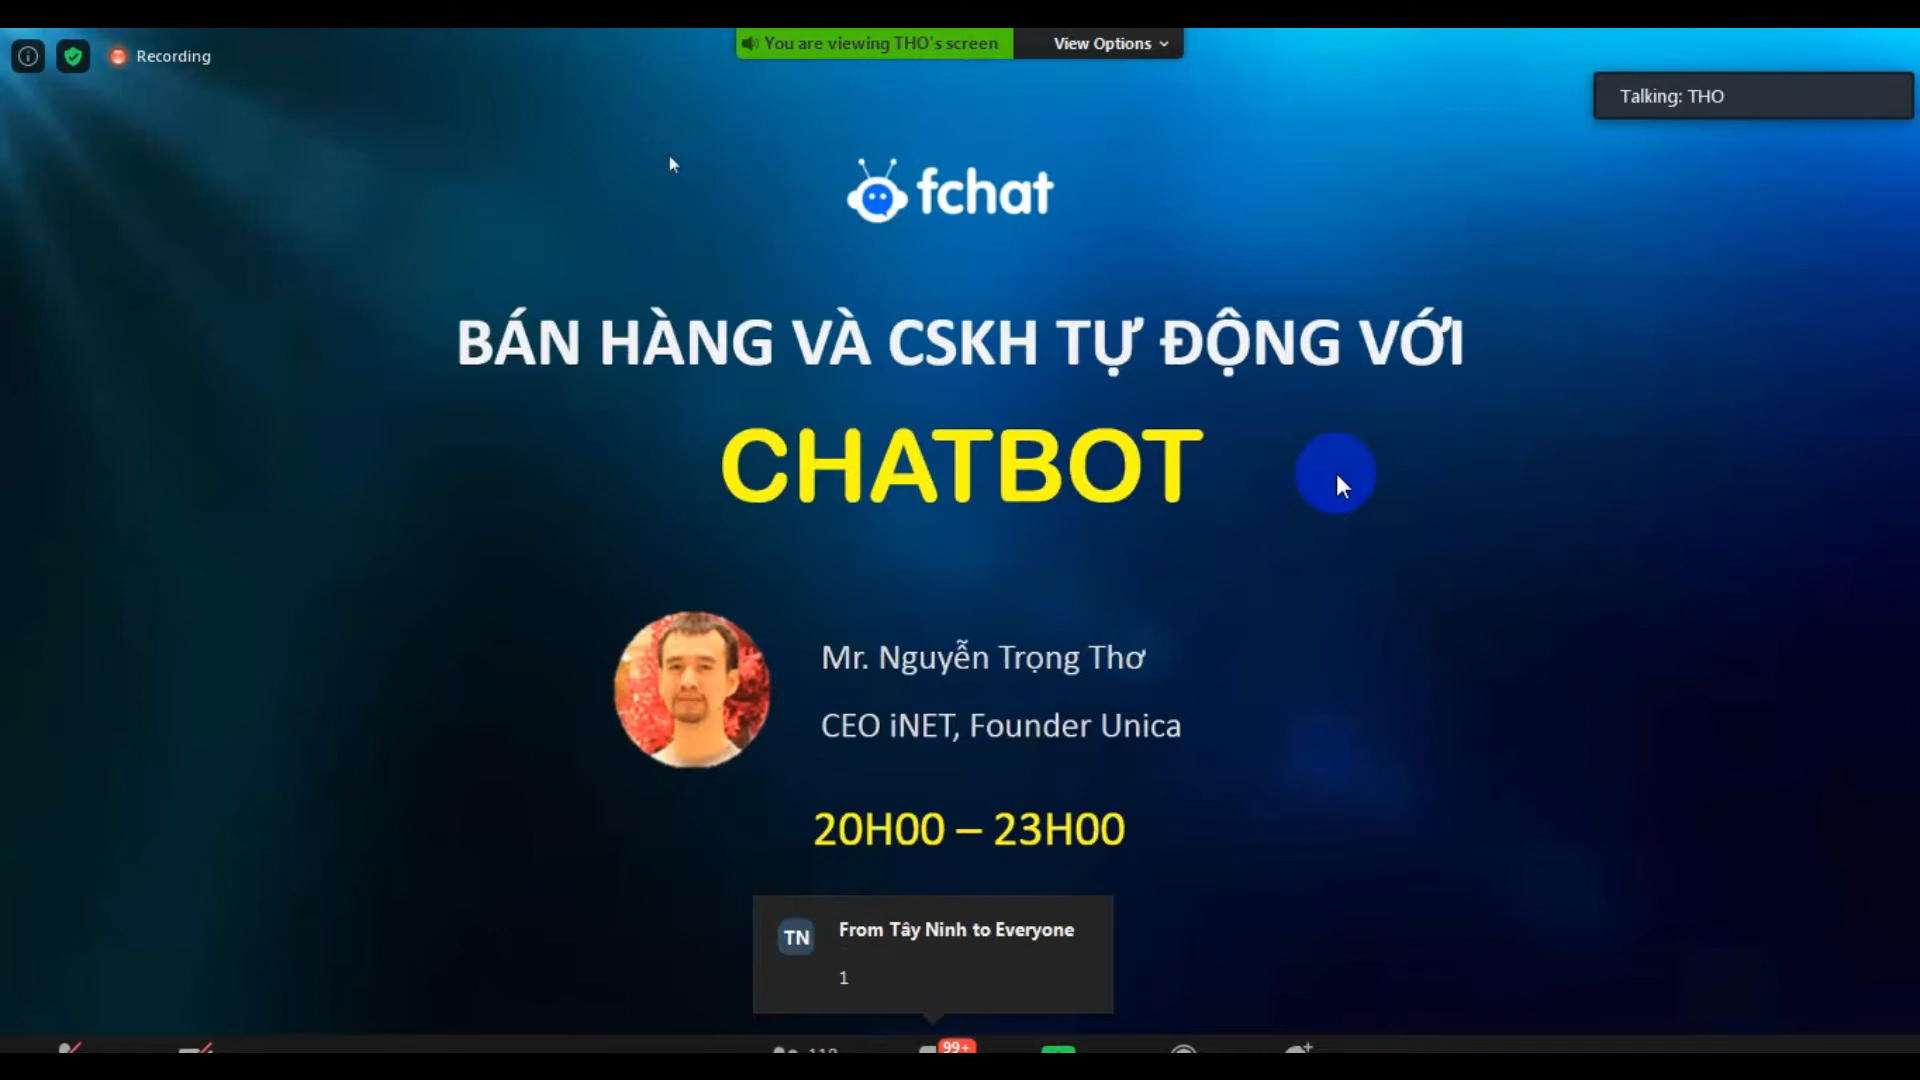 Recording
You are viewing THO's screen
View Options
Talking: THO
fchat
BÁN HÀNG VÀ CSKH TỰ ĐỘNG VỚI
CHATBOT
Mr. Nguyễn Trọng Thơ
CEO iNET, Founder Unica
20H00 – 23H00
TN
From Tây Ninh to Everyone
1
99+